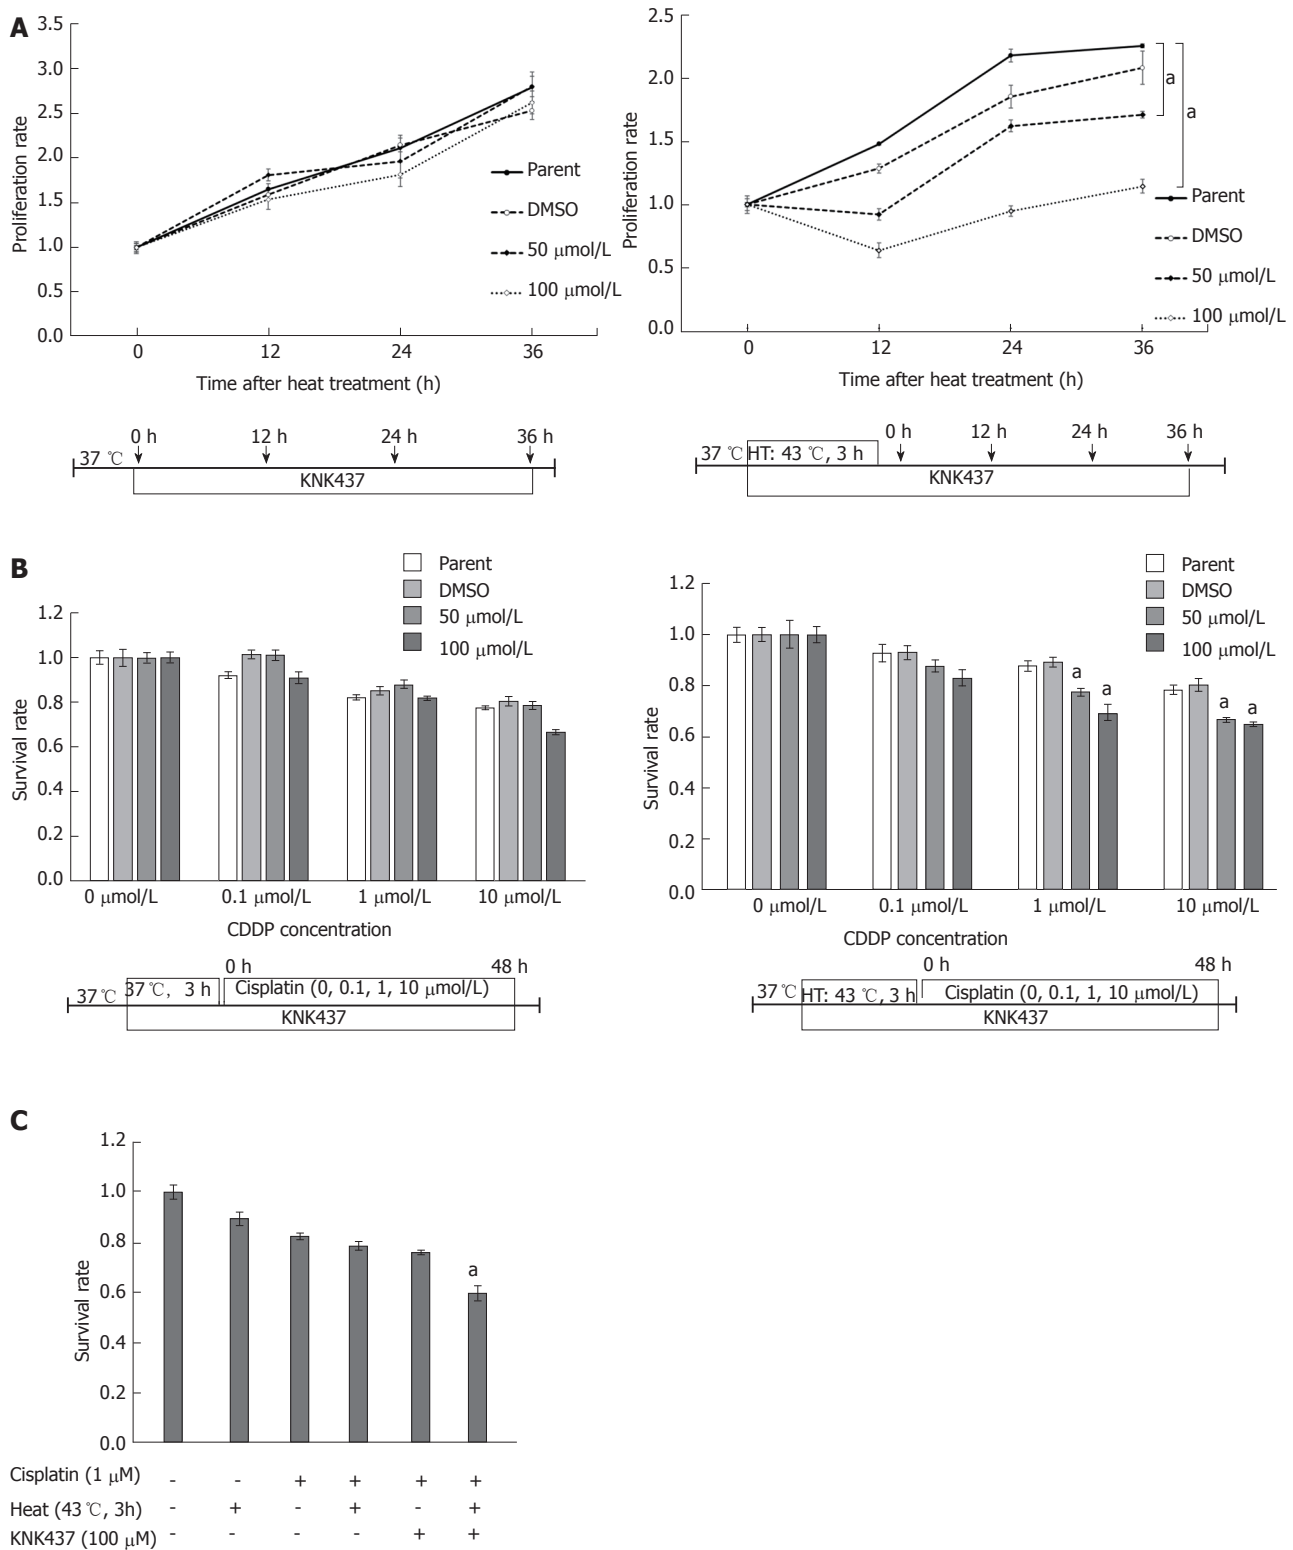 A
3.5
3.0
2.5
2.0
1.5
1.0
0.5
0.0
Proliferation rate
0 12 24 36
Time after heat treatment (h)
Parent
DMSO
50 μmol/L
100 μmol/L
2.5
2.0
1.5
1.0
0.5
0.0
Proliferation rate
a
a
0 12 24 36
Time after heat treatment (h)
Parent
DMSO
50 μmol/L
100 μmol/L
0 h 12 h 24 h 36 h
37 ℃
KNK437
0 h 12 h 24 h 36 h
37 ℃ HT: 43 ℃, 3 h
KNK437
B
Parent
DMSO
50 μmol/L
100 μmol/L
1.2
1.0
0.8
0.6
0.4
0.2
0.0
Survival rate
0 μmol/L 0.1 μmol/L 1 μmol/L 10 μmol/L
CDDP concentration
0 h 48 h
37 ℃ 37 ℃, 3 h Cisplatin (0, 0.1, 1, 10 μmol/L)
KNK437
Parent
DMSO
50 μmol/L
100 μmol/L
1.2
1.0
0.8
0.6
0.4
0.2
0.0
Survival rate
a a
a a
0 μmol/L 0.1 μmol/L 1 μmol/L 10 μmol/L
CDDP concentration
0 h 48 h
37 ℃ HT: 43 ℃, 3 h Cisplatin (0, 0.1, 1, 10 μmol/L)
KNK437
C
1.2
1.0
0.8
0.6
0.4
0.2
0.0
Survival rate
a
Cisplatin (1 μM) - - + + + +
Heat (43 ℃, 3h) - + - + - +
KNK437 (100 μM) - - - - + +